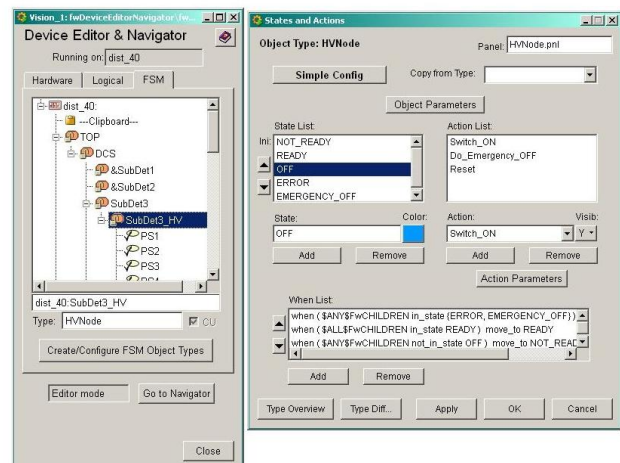 Vision_1: fwDeviceEditorNavigator\fw...
Device Editor & Navigator
Running on: dist_40
Hardware
Logical
FSM
dist_40:
---Clipboard---
TOP
DCS
&SubDet1
&SubDet2
SubDet3
SubDet3_HV
PS1
PS2
PS3
PS4
dist_40:SubDet3_HV
Type: HVNode
CU
Create/Configure FSM Object Types
Editor mode
Go to Navigator
Close
States and Actions
Object Type: HVNode
Panel: HVNode.pnl
Simple Config
Copy from Type:
Object Parameters
State List:
Action List:
Ini:
NOT_READY
READY
OFF
ERROR
EMERGENCY_OFF
Switch_ON
Do_Emergency_OFF
Reset
State:
Color:
Action:
Visib:
OFF
Switch_ON
Y
Add
Remove
Add
Remove
Action Parameters
When List:
when ( $ANY$FwCHILDREN in_state {ERROR, EMERGENCY_OFF} )
when ( $ALL$FwCHILDREN in_state READY ) move_to READY
when ( $ANY$FwCHILDREN not_in_state OFF ) move_to NOT_READ
Add
Remove
Type Overview
Type Diff...
Apply
OK
Cancel